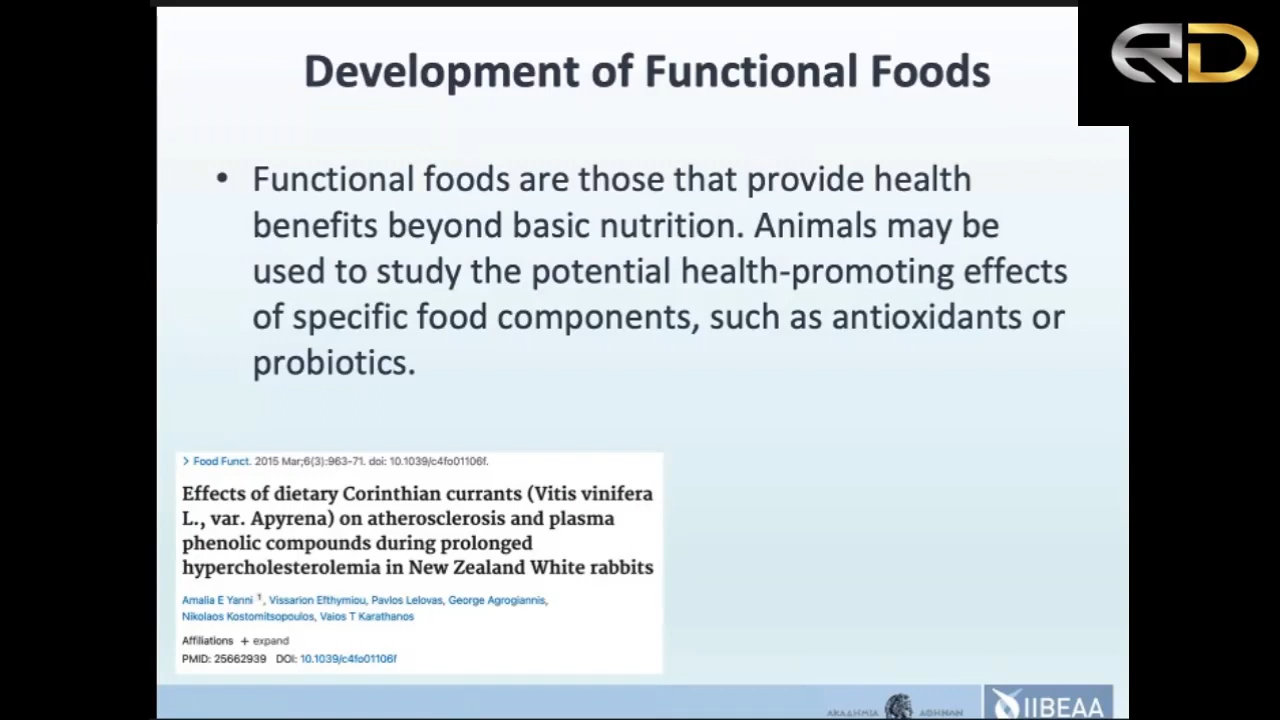 Development of Functional Foods
RD
• Functional foods are those that provide health
benefits beyond basic nutrition. Animals may be
used to study the potential health-promoting effects
of specific food components, such as antioxidants or
probiotics.
> Food Funct. 2015 Mar;6(3):963-71. doi: 10.1039/c4fo01106f.
Effects of dietary Corinthian currants (Vitis vinifera
L., var. Apyrena) on atherosclerosis and plasma
phenolic compounds during prolonged
hypercholesterolemia in New Zealand White rabbits
Amalia E Yanni 1, Vissarion Efthymiou, Pavlos Lelovas, George Agrogiannis,
Nikolaos Kostomitsopoulos, Vaios T Karathanos
Affiliations + expand
PMID: 25662939 DOI: 10.1039/c4fo01106f
ΑΚΑΔΗΜΙΑ ΑΘΗΝΩΝ
IIBEAA